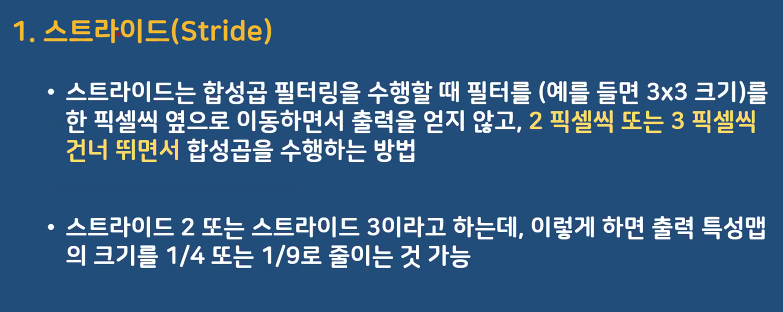 1. 스트라이드(Stride)
• 스트라이드는 합성곱 필터링을 수행할 때 필터를 (예를 들면 3x3 크기)를
한 픽셀씩 옆으로 이동하면서 출력을 얻지 않고, 2 픽셀씩 또는 3 픽셀씩
건너 뛰면서 합성곱을 수행하는 방법
• 스트라이드 2 또는 스트라이드 3이라고 하는데, 이렇게 하면 출력 특성맵
의 크기를 1/4 또는 1/9로 줄이는 것 가능